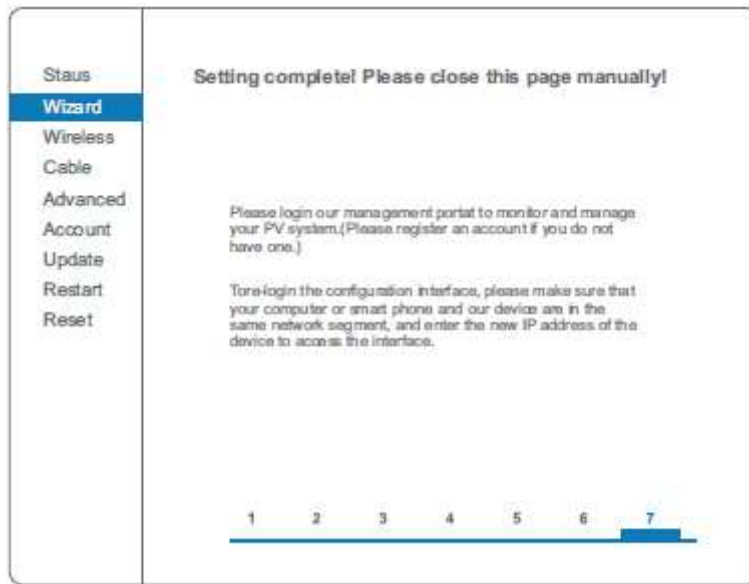 Staus
Wizard
Wireless
Cable
Advanced
Account
Update
Restart
Reset
Setting complete! Please close this page manually!
Please login our management portat to monitor and manage
your PV system.(Please register an account if you do not
have one.)
Tore-login the configuration interface, please make sure that
your computer or smart phone and our device are in the
same network segment, and enter the new IP address of the
device to access the interface.
1 2 3 4 5 6 7